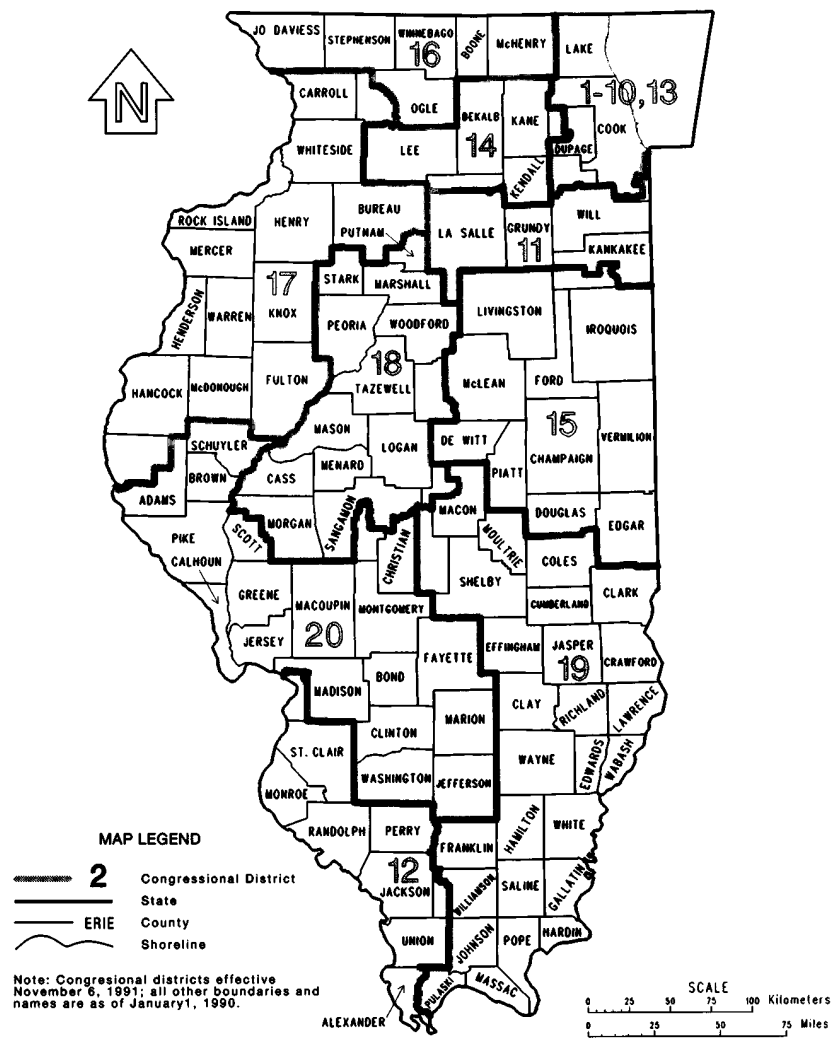 JO DAVIESS
STEPHENSON
WINNEBAGO
16
BOONE
McHENRY
LAKE
1-10,13
N
CARROLL
OGLE
DEKALB
14
KANE
COOK
DUPAGE
WHITESIDE
LEE
KENDALL
ROCK ISLAND
HENRY
BUREAU
PUTNAM
LA SALLE
GRUNDY
11
WILL
KANKAKEE
MERCER
HENDERSON
WARREN
17
KNOX
STARK
MARSHALL
PEORIA
WOODFORD
LIVINGSTON
IROQUOIS
18
TAZEWELL
McLEAN
FORD
HANCOCK
McDONOUGH
FULTON
MASON
LOGAN
DE WITT
15
CHAMPAIGN
VERMILION
SCHUYLER
BROWN
ADAMS
CASS
MENARD
PIATT
MACON
MORGAN
SANGAMON
DOUGLAS
EDGAR
PIKE
SCOTT
CHRISTIAN
MOULTRIE
COLES
CALHOUN
GREENE
MACOUPIN
MONTGOMERY
SHELBY
CUMBERLAND
CLARK
20
JERSEY
FAYETTE
EFFINGHAM
JASPER
19
CRAWFORD
MADISON
BOND
CLAY
RICHLAND
LAWRENCE
CLINTON
MARION
ST. CLAIR
WASHINGTON
JEFFERSON
WAYNE
EDWARDS
WABASH
MONROE
RANDOLPH
PERRY
FRANKLIN
HAMILTON
WHITE
12
JACKSON
WILLIAMSON
SALINE
GALLATIN
UNION
JOHNSON
POPE
HARDIN
ALEXANDER
PULASKI
MASSAC
MAP LEGEND
2 Congressional District
State
ERIE County
Shoreline
Note: Congresional districts effective
November 6, 1991; all other boundaries and
names are as of January1, 1990.
SCALE
0 25 50 75 100 Kilometers
0 25 50 75 Miles